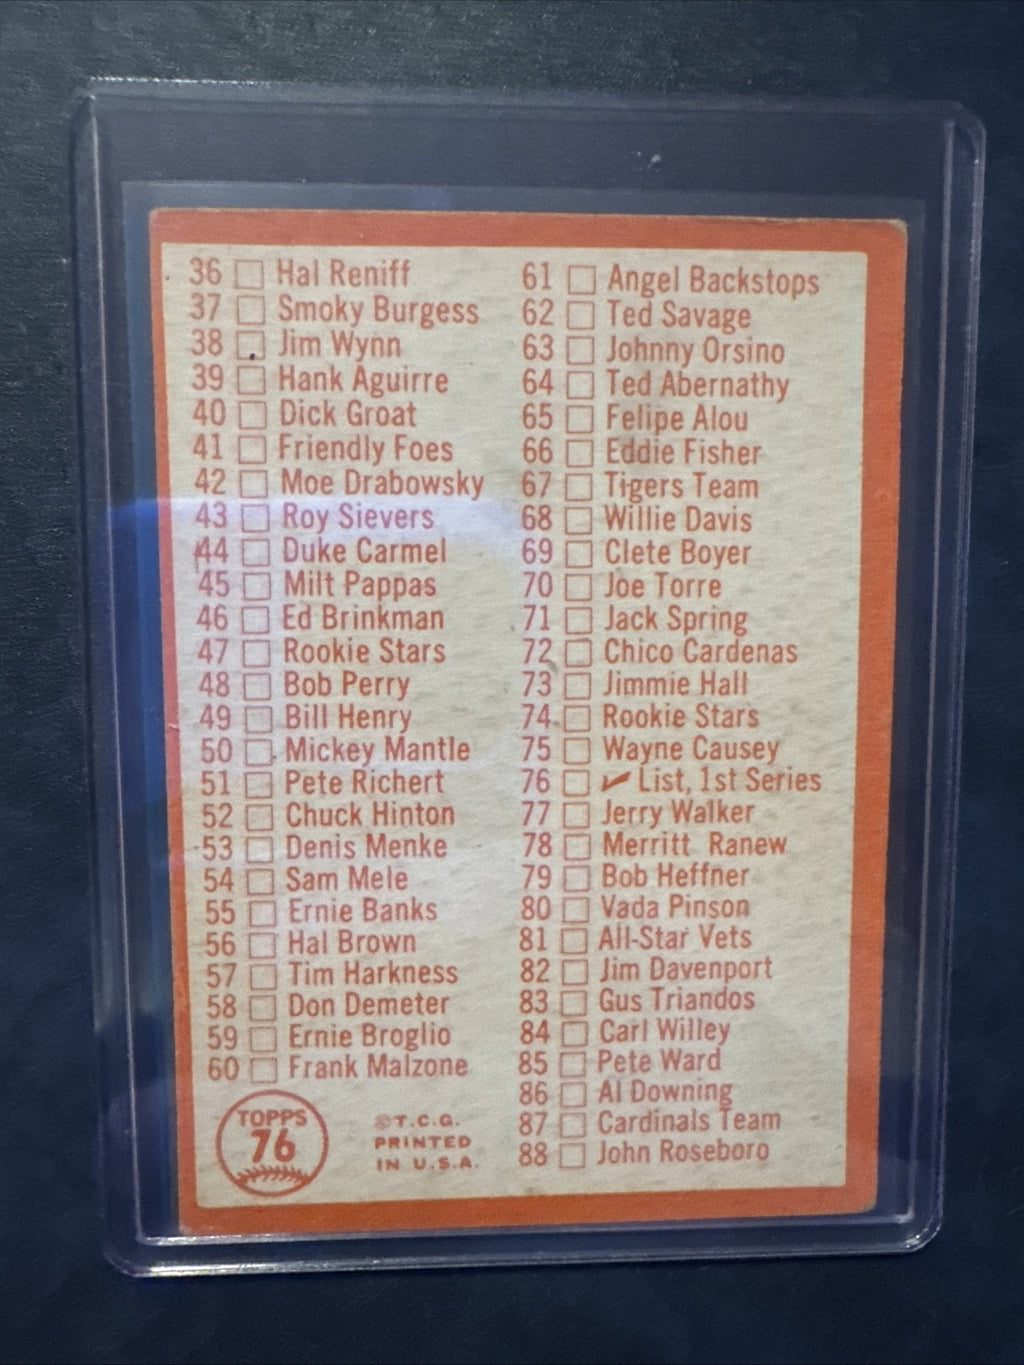 36 Hal Reniff
37 Smoky Burgess
38 Jim Wynn
39 Hank Aguirre
40 Dick Groat
41 Friendly Foes
42 Moe Drabowsky
43 Roy Sievers
44 Duke Carmel
45 Milt Pappas
46 Ed Brinkman
47 Rookie Stars
48 Bob Perry
49 Bill Henry
50 Mickey Mantle
51 Pete Richert
52 Chuck Hinton
53 Denis Menke
54 Sam Mele
55 Ernie Banks
56 Hal Brown
57 Tim Harkness
58 Don Demeter
59 Ernie Broglio
60 Frank Malzone
TOPPS
76
©T.C.G.
PRINTED
IN U.S.A.
61 Angel Backstops
62 Ted Savage
63 Johnny Orsino
64 Ted Abernathy
65 Felipe Alou
66 Eddie Fisher
67 Tigers Team
68 Willie Davis
69 Clete Boyer
70 Joe Torre
71 Jack Spring
72 Chico Cardenas
73 Jimmie Hall
74 Rookie Stars
75 Wayne Causey
76 ✓ List, 1st Series
77 Jerry Walker
78 Merritt Ranew
79 Bob Heffner
80 Vada Pinson
81 All-Star Vets
82 Jim Davenport
83 Gus Triandos
84 Carl Willey
85 Pete Ward
86 Al Downing
87 Cardinals Team
88 John Roseboro